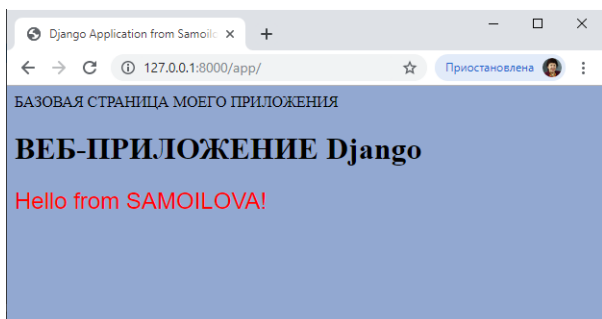 Django Application from Samoilo
127.0.0.1:8000/app/
Приостановлена
БАЗОВАЯ СТРАНИЦА МОЕГО ПРИЛОЖЕНИЯ
ВЕБ-ПРИЛОЖЕНИЕ Django
Hello from SAMOILOVA!